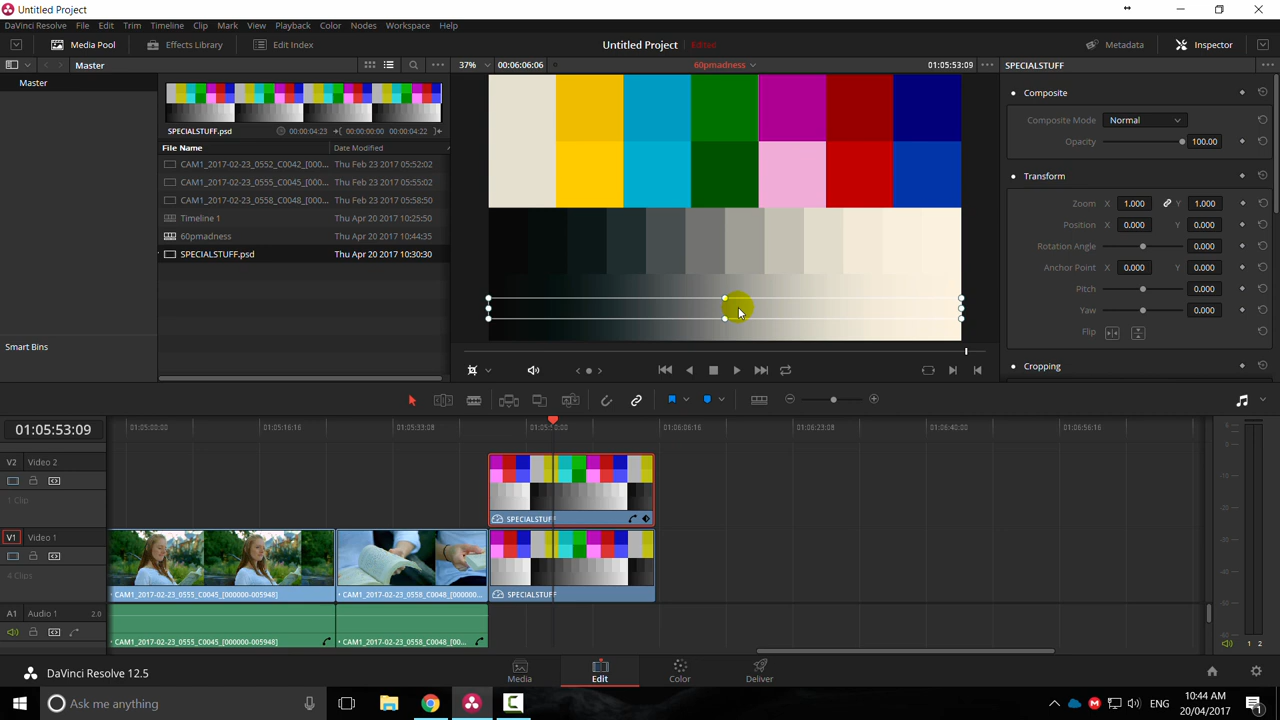 Untitled Project
DaVinci Resolve File Edit Trim Timeline Clip Mark View Playback Color Nodes Workspace Help
Media Pool Effects Library Edit Index Untitled Project Edited Metadata Inspector
Master 37% 00:06:06:06 60pmadness 01:05:53:09 SPECIALSTUFF
Master
SPECIALSTUFF.psd 00:00:04:23 00:00:00:00 00:00:04:22
File Name Date Modified
CAM1_2017-02-23_0552_C0042_[000... Thu Feb 23 2017 05:52:02
CAM1_2017-02-23_0555_C0045_[000... Thu Feb 23 2017 05:55:02
CAM1_2017-02-23_0558_C0048_[000... Thu Feb 23 2017 05:58:50
Timeline 1 Thu Apr 20 2017 10:25:50
60pmadness Thu Apr 20 2017 10:44:35
SPECIALSTUFF.psd Thu Apr 20 2017 10:30:30
Smart Bins
Composite
Composite Mode Normal
Opacity 100.00
Transform
Zoom X 1.000 Y 1.000
Position X 0.000 Y 0.000
Rotation Angle 0.000
Anchor Point X 0.000 Y 0.000
Pitch 0.000
Yaw 0.000
Flip
Cropping
01:05:53:09 01:05:00:00 01:05:16:16 01:05:33:08 01:05:50:00 01:06:06:16 01:06:23:08 01:06:40:00 01:06:56:16
V2 Video 2
1 Clip
SPECIALSTUFF
V1 Video 1
4 Clips
CAM1_2017-02-23_0555_C0045_[000000-005948] CAM1_2017-02-23_0558_C0048_[000000... SPECIALSTUFF
A1 Audio 1 2.0
CAM1_2017-02-23_0555_C0045_[000000-005948] CAM1_2017-02-23_0558_C0048_[00...
1 2
DaVinci Resolve 12.5 Media Edit Color Deliver
Ask me anything ENG 10:44 AM
20/04/2017